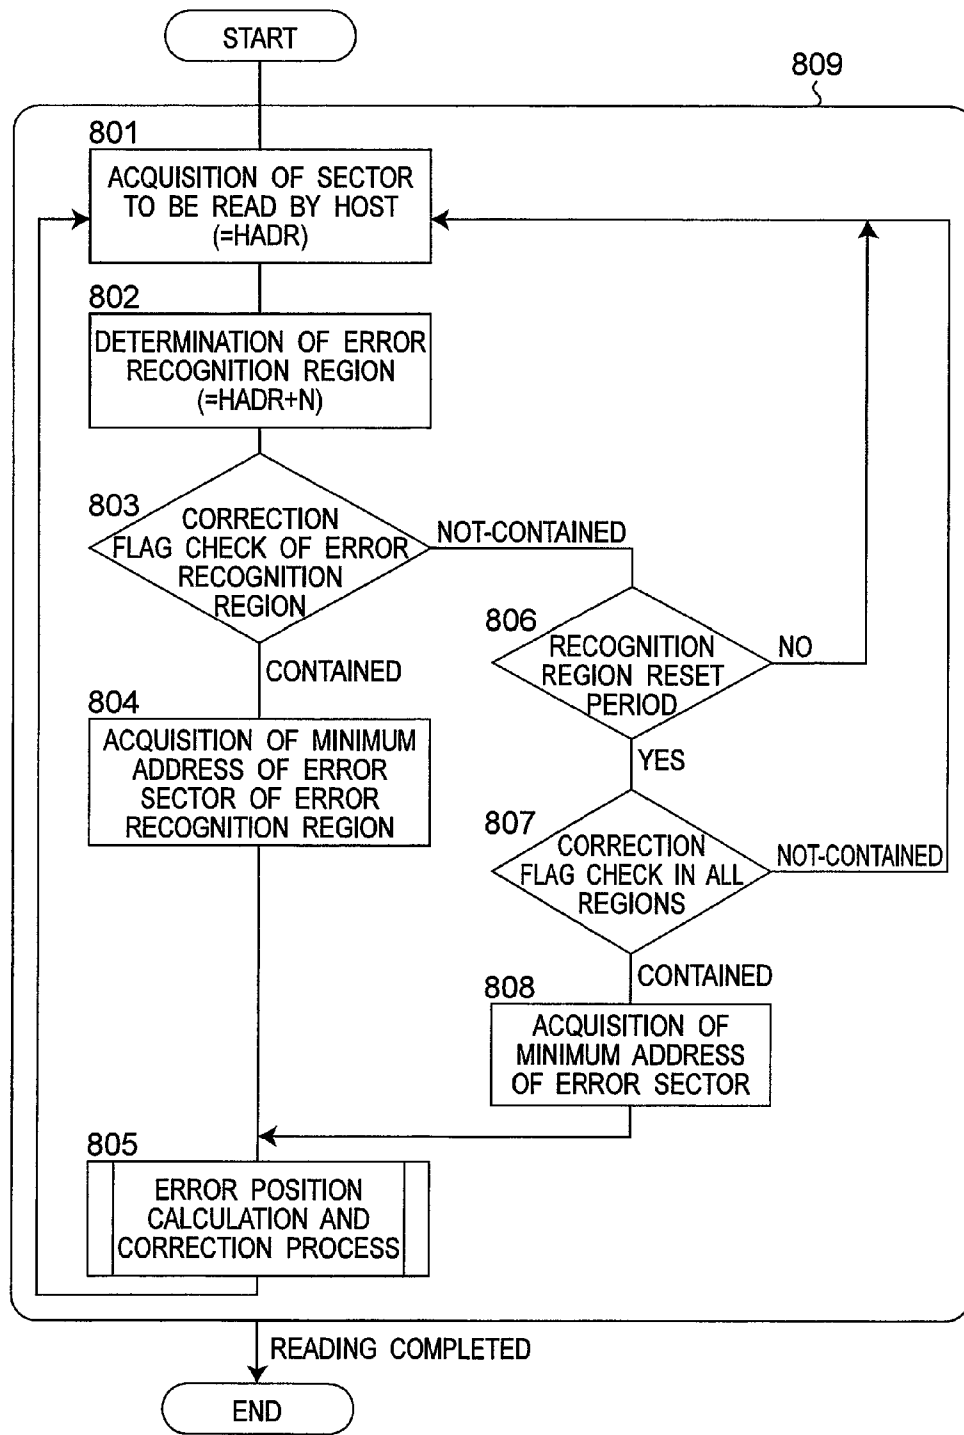 START
809
801
ACQUISITION OF SECTOR
TO BE READ BY HOST
(=HADR)
802
DETERMINATION OF ERROR
RECOGNITION REGION
(=HADR+N)
803
CORRECTION
FLAG CHECK OF ERROR
RECOGNITION
REGION
NOT-CONTAINED
CONTAINED
806
RECOGNITION
REGION RESET
PERIOD
NO
YES
804
ACQUISITION OF MINIMUM
ADDRESS OF ERROR
SECTOR OF ERROR
RECOGNITION REGION
807
CORRECTION
FLAG CHECK IN ALL
REGIONS
NOT-CONTAINED
CONTAINED
808
ACQUISITION OF
MINIMUM ADDRESS
OF ERROR SECTOR
805
ERROR POSITION
CALCULATION AND
CORRECTION PROCESS
READING COMPLETED
END